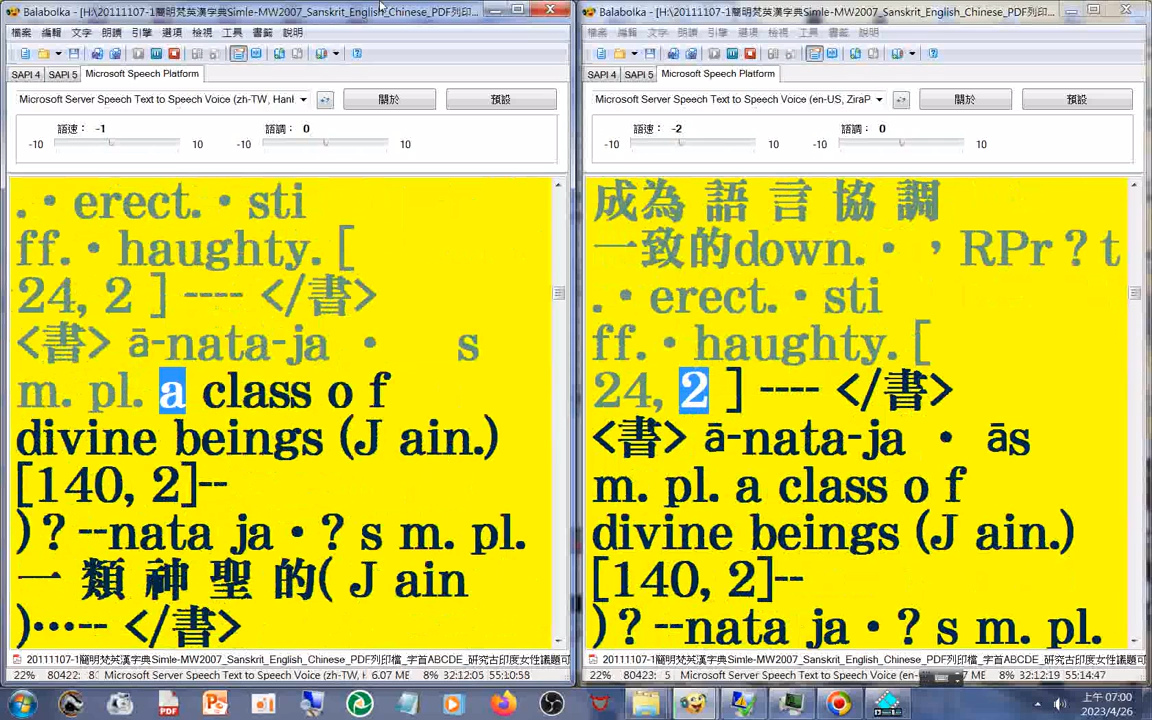 Balabolka - [H:\20111107-1簡明梵英漢字典Simle-MW2007_Sanskrit_English_Chinese_PDF列印...
檔案 編輯 文字 朗讀 引擎 選項 檢視 工具 書籤 說明
SAPI 4 SAPI 5 Microsoft Speech Platform
Microsoft Server Speech Text to Speech Voice (zh-TW, Hanl
關於 預設
語速： -1 語調： 0
-10 10 -10 10
. • erect. • sti
ff. • haughty. [
24, 2 ] ---- </書>
<書> ā-nata-ja • s
m. pl. a class o f
divine beings (J ain.)
[140, 2]--
)？--nata ja • ? s m. pl.
一 類 神 聖 的( J ain
)…-- </書>
20111107-1簡明梵英漢字典Simle-MW2007_Sanskrit_English_Chinese_PDF列印檔_字首ABCDE_研究古印度女性議題可
22% 80423: 8 Microsoft Server Speech Text to Speech Voice (zh-TW, 6.07 ME 8% 32:12:05 55:10:58
Balabolka - [H:\20111107-1簡明梵英漢字典Simle-MW2007_Sanskrit_English_Chinese_PDF列印...
檔案 編輯 文字 朗讀 引擎 選項 檢視 工具 書籤 說明
SAPI 4 SAPI 5 Microsoft Speech Platform
Microsoft Server Speech Text to Speech Voice (en-US, ZiraP
關於 預設
語速： -2 語調： 0
-10 10 -10 10
成為 語 言 協 調
一致的down. • ，RPr？t
. • erect. • sti
ff. • haughty. [
24, 2 ] ---- </書>
<書> ā-nata-ja • ās
m. pl. a class o f
divine beings (J ain.)
[140, 2]--
)？--nata ja • ? s m. pl.
20111107-1簡明梵英漢字典Simle-MW2007_Sanskrit_English_Chinese_PDF列印檔_字首ABCDE_研究古印度女性議題可
22% 80423: 5 Microsoft Server Speech Text to Speech Voice 8% 32:12:19 55:14:47
上午 07:00
2023/4/26